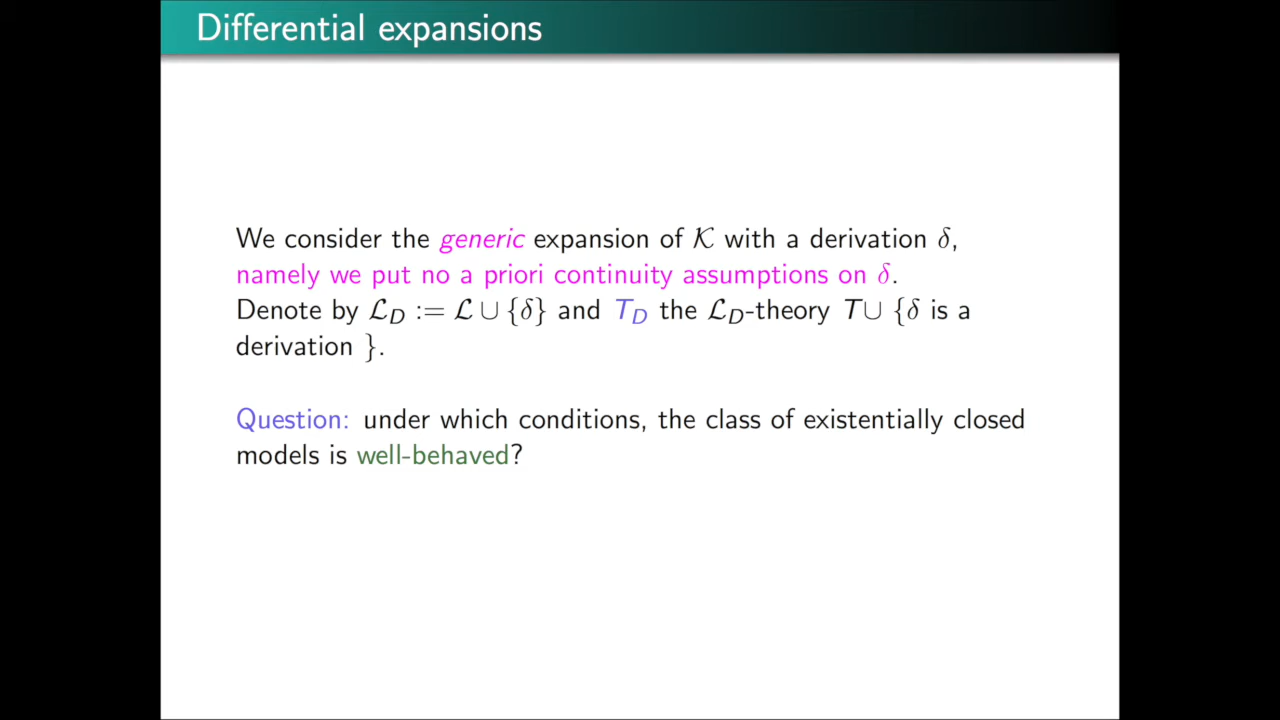 Differential expansions
We consider the generic expansion of 𝒦 with a derivation δ,
namely we put no a priori continuity assumptions on δ.
Denote by ℒ_D := ℒ ∪ {δ} and T_D the ℒ_D-theory T∪ {δ is a
derivation }.
Question: under which conditions, the class of existentially closed
models is well-behaved?